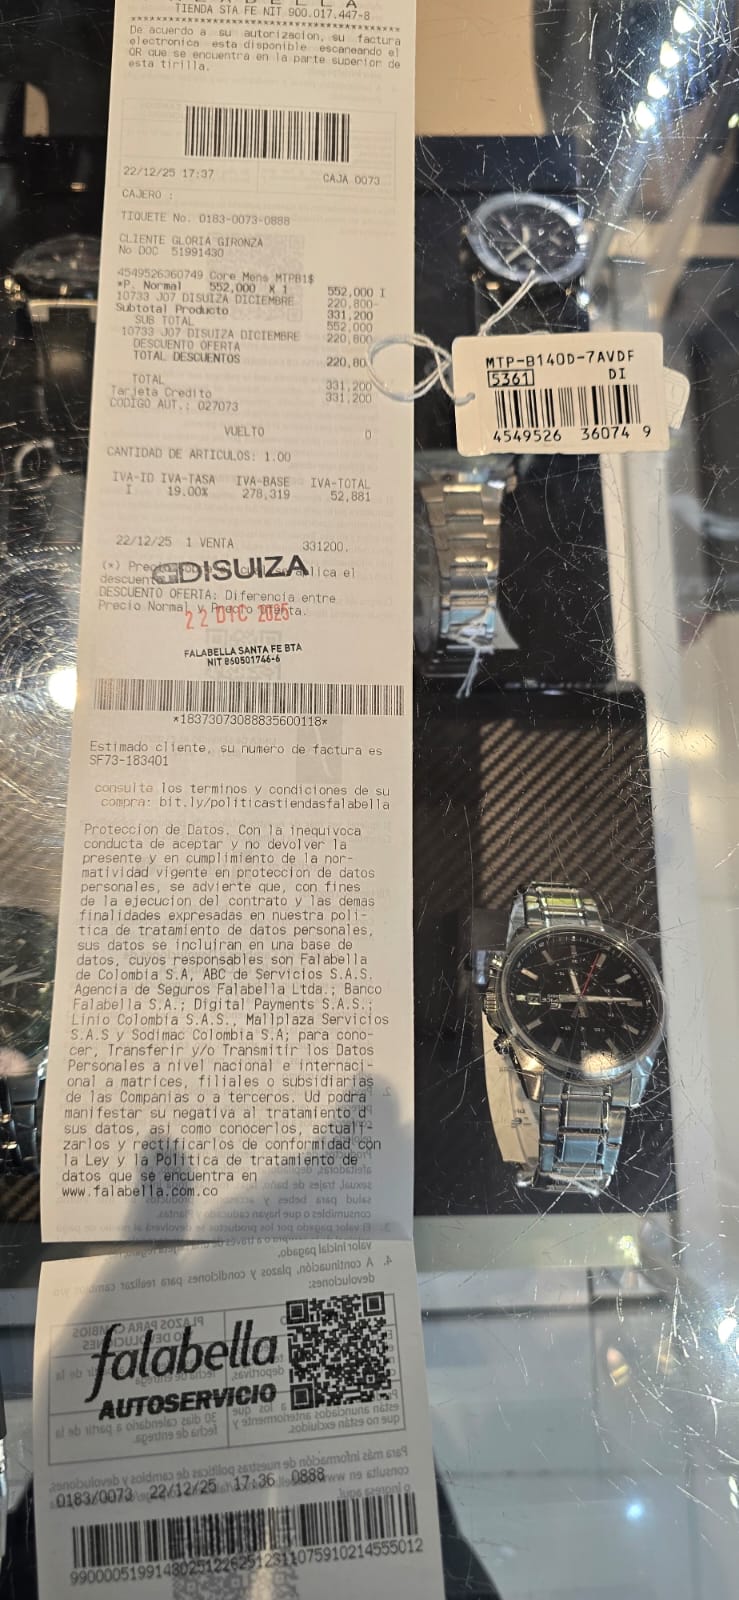 TIENDA STA FE NIT 900.017.447-8
De acuerdo a su autorizacion, su factura
electronica esta disponible escaneando el
QR que se encuentra en la parte superior de
esta tirilla.
22/12/25 17:37 CAJA 0073
CAJERO :
TIQUETE No. 0183-0073-0888
CLIENTE GLORIA GIRONZA
No DOC 51991430
4549526360749 Core Mens MTPB1$
*P. Normal 552,000 X 1 552,000 I
10733 J07 DISUIZA DICIEMBRE 220,800-
Subtotal Producto 331,200
SUB TOTAL 552,000
10733 J07 DISUIZA DICIEMBRE 220,800-
DESCUENTO OFERTA
TOTAL DESCUENTOS 220,80
TOTAL 331,200
Tarjeta Credito 331,200
CODIGO AUT.: 027073
VUELTO 0
CANTIDAD DE ARTICULOS: 1.00
IVA-ID IVA-TASA IVA-BASE IVA-TOTAL
I 19.00% 278,319 52,881
22/12/25 1 VENTA 331200.
(*) aplica el
descuento
DISUIZA
DESCUENTO OFERTA: Diferencia entre
Precio Normal y Precio Oferta.
22 DIC 2025
FALABELLA SANTA FE BTA
NIT 860501746-6
*18373073088835600118*
Estimado cliente, su numero de factura es
SF73-183401
consulte los terminos y condiciones de su
compra: bit.ly/politicastiendasfalabella
Proteccion de Datos. Con la inequivoca
conducta de aceptar y no devolver la
presente y en cumplimiento de la nor-
matividad vigente en proteccion de datos
personales, se advierte que, con fines
de la ejecucion del contrato y las demas
finalidades expresadas en nuestra poli-
tica de tratamiento de datos personales,
sus datos se incluiran en una base de
datos, cuyos responsables son Falabella
de Colombia S.A, ABC de Servicios S.A.S.
Agencia de Seguros Falabella Ltda.; Banco
Falabella S.A.; Digital Payments S.A.S.;
Linio Colombia S.A.S., Mallplaza Servicios
S.A.S y Sodimac Colombia S.A; para cono-
cer, Transferir y/o Transmitir los Datos
Personales a nivel nacional e internaci-
onal a matrices, filiales o subsidiarias
de las Companias o a terceros. Ud podra
manifestar su negativa al tratamiento d
sus datos, asi como conocerlos, actuali-
zarlos y rectificarlos de conformidad con
la Ley y la Politica de tratamiento de
datos que se encuentra en
www.falabella.com.co
falabella
AUTOSERVICIO
0183/0073 22/12/25 17:36 0888
990000519914302512262512311075910214555012
MTP-B140D-7AVDF
5361 DI
4549526 36074 9